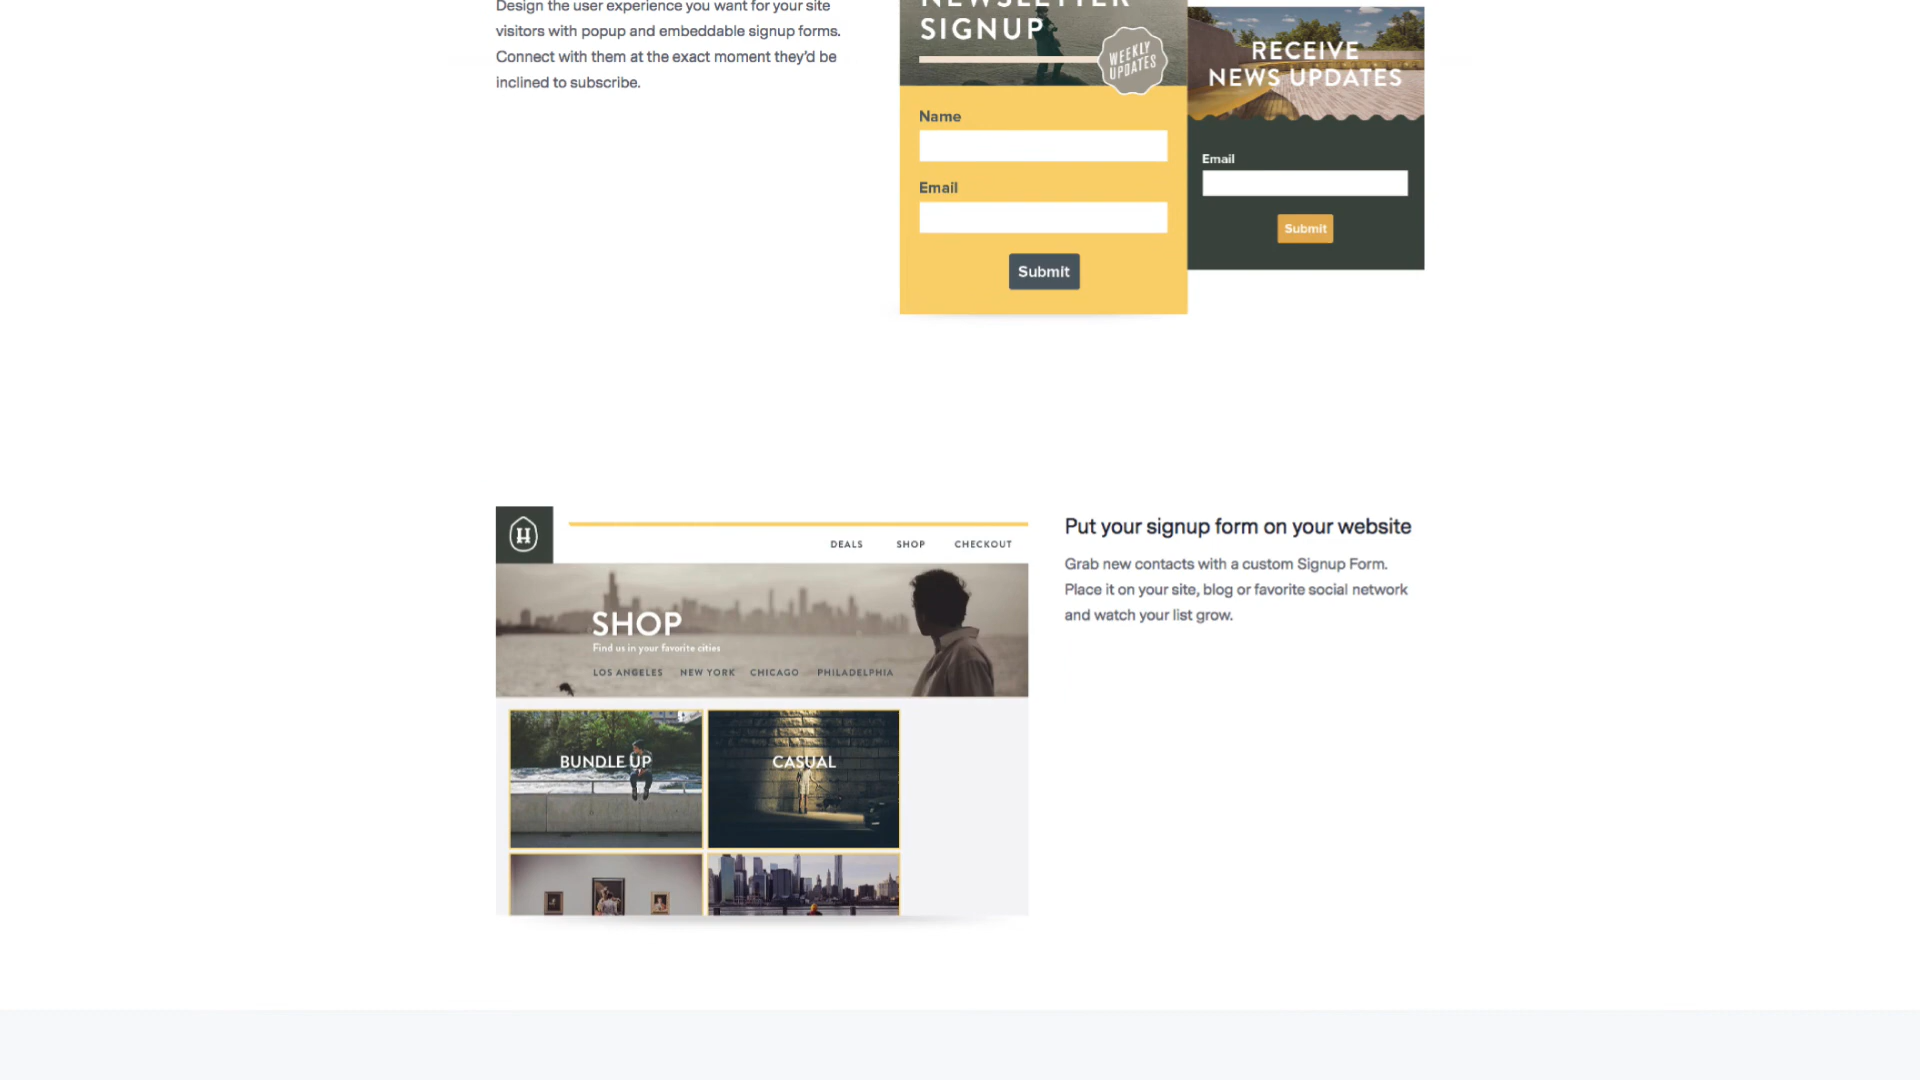 Design the user experience you want for your site
visitors with popup and embeddable signup forms.
Connect with them at the exact moment they'd be
inclined to subscribe.
NEWSLETTER
SIGNUP
WEEKLY
UPDATES
Name
Email
Submit
RECEIVE
NEWS UPDATES
Email
Submit
H
DEALS SHOP CHECKOUT
SHOP
Find us in your favorite cities
LOS ANGELES NEW YORK CHICAGO PHILADELPHIA
BUNDLE UP
CASUAL
Put your signup form on your website
Grab new contacts with a custom Signup Form.
Place it on your site, blog or favorite social network
and watch your list grow.